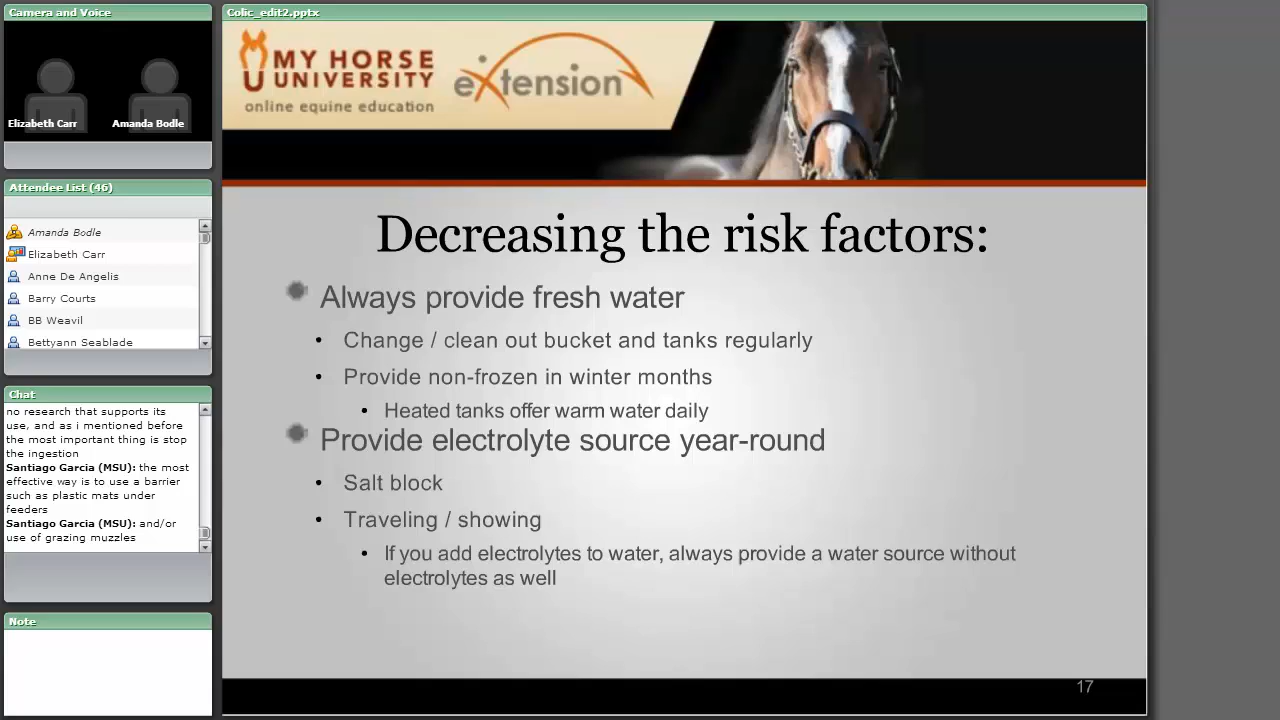 Camera and Voice
Elizabeth Carr
Amanda Bodle
Attendee List (46)
Amanda Bodle
Elizabeth Carr
Anne De Angelis
Barry Courts
BB Weavil
Bettyann Seablade
Chat
no research that supports its
use, and as i mentioned before
the most important thing is stop
the ingestion
Santiago Garcia (MSU): the most
effective way is to use a barrier
such as plastic mats under
feeders
Santiago Garcia (MSU): and/or
use of grazing muzzles
Note
Colic_edit2.pptx
MY HORSE
UNIVERSITY
online equine education
eXtension
Decreasing the risk factors:
Always provide fresh water
• Change / clean out bucket and tanks regularly
• Provide non-frozen in winter months
• Heated tanks offer warm water daily
Provide electrolyte source year-round
• Salt block
• Traveling / showing
• If you add electrolytes to water, always provide a water source without
electrolytes as well
17